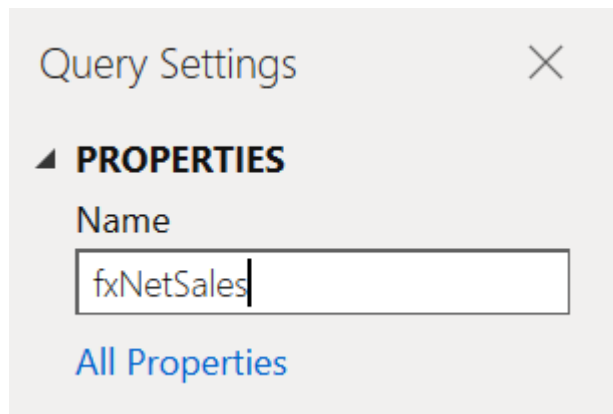 Query Settings
PROPERTIES
Name
fxNetSales
All Properties